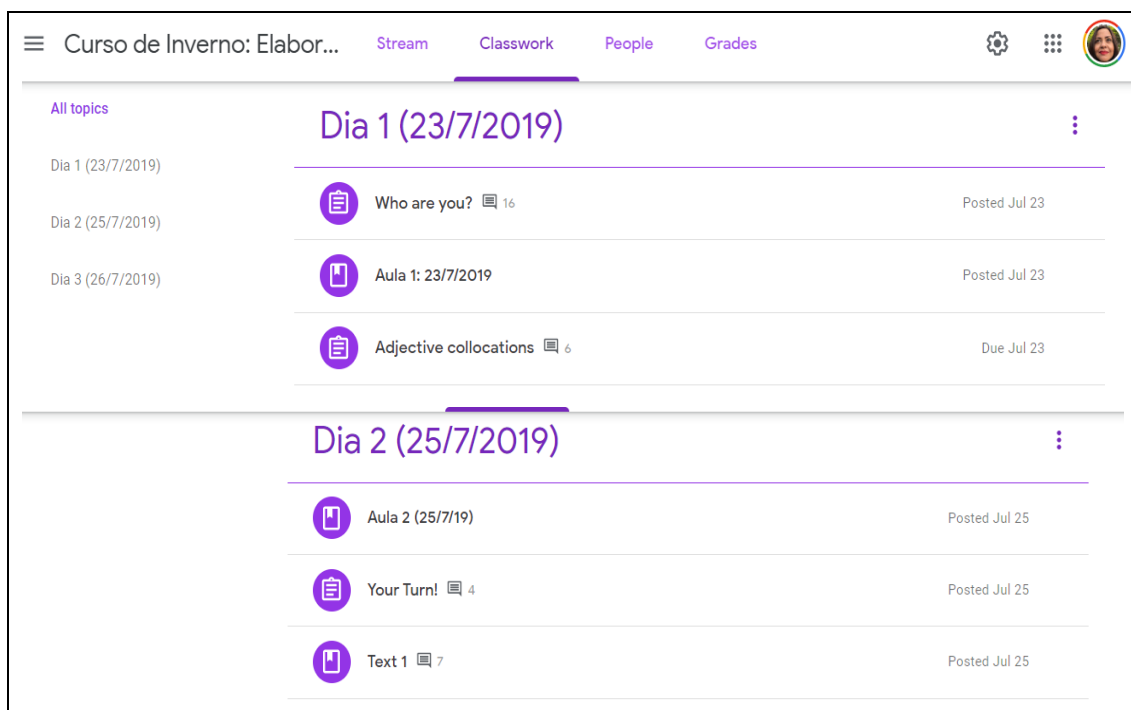 Curso de Inverno: Elabor... Stream Classwork People Grades
All topics
Dia 1 (23/7/2019)
Dia 2 (25/7/2019)
Dia 3 (26/7/2019)
Dia 1 (23/7/2019)
Who are you? 16 Posted Jul 23
Aula 1: 23/7/2019 Posted Jul 23
Adjective collocations 6 Due Jul 23
Dia 2 (25/7/2019)
Aula 2 (25/7/19) Posted Jul 25
Your Turn! 4 Posted Jul 25
Text 1 7 Posted Jul 25